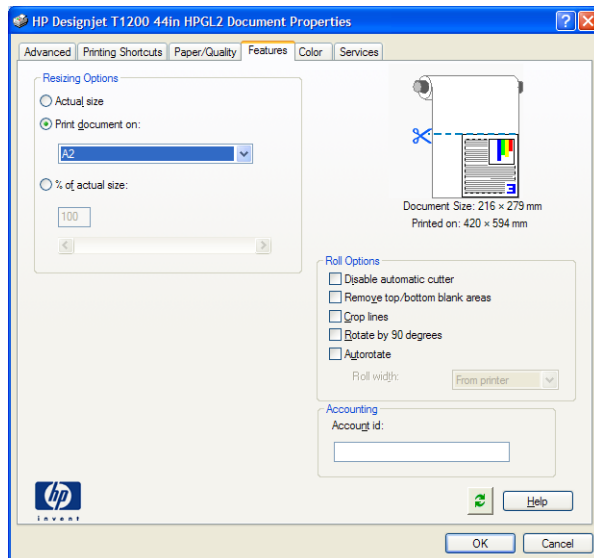 HP Designjet T1200 44in HPGL2 Document Properties
Advanced
Printing Shortcuts
Paper/Quality
Features
Color
Services
Resizing Options
Actual size
Print document on:
A2
% of actual size:
100
3
Document Size: 216 × 279 mm
Printed on: 420 × 594 mm
Roll Options
Disable automatic cutter
Remove top/bottom blank areas
Crop lines
Rotate by 90 degrees
Autorotate
Roll width:
From printer
Accounting
Account id:
hp
invent
Help
OK
Cancel